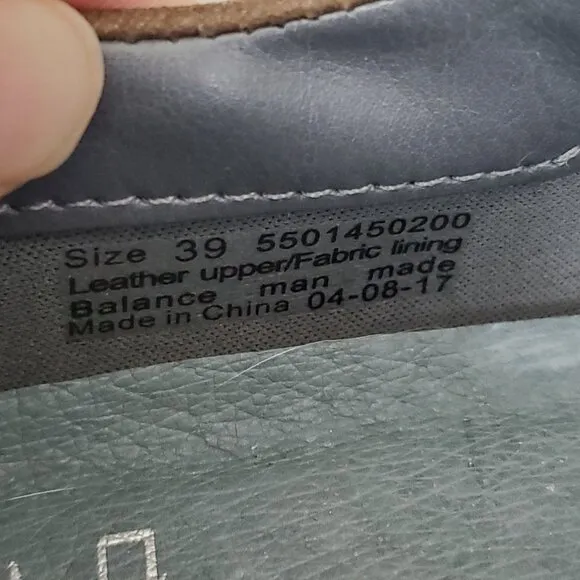 Size 39 5501450200
Leather upper/Fabric lining
Balance man made
Made in China 04-08-17